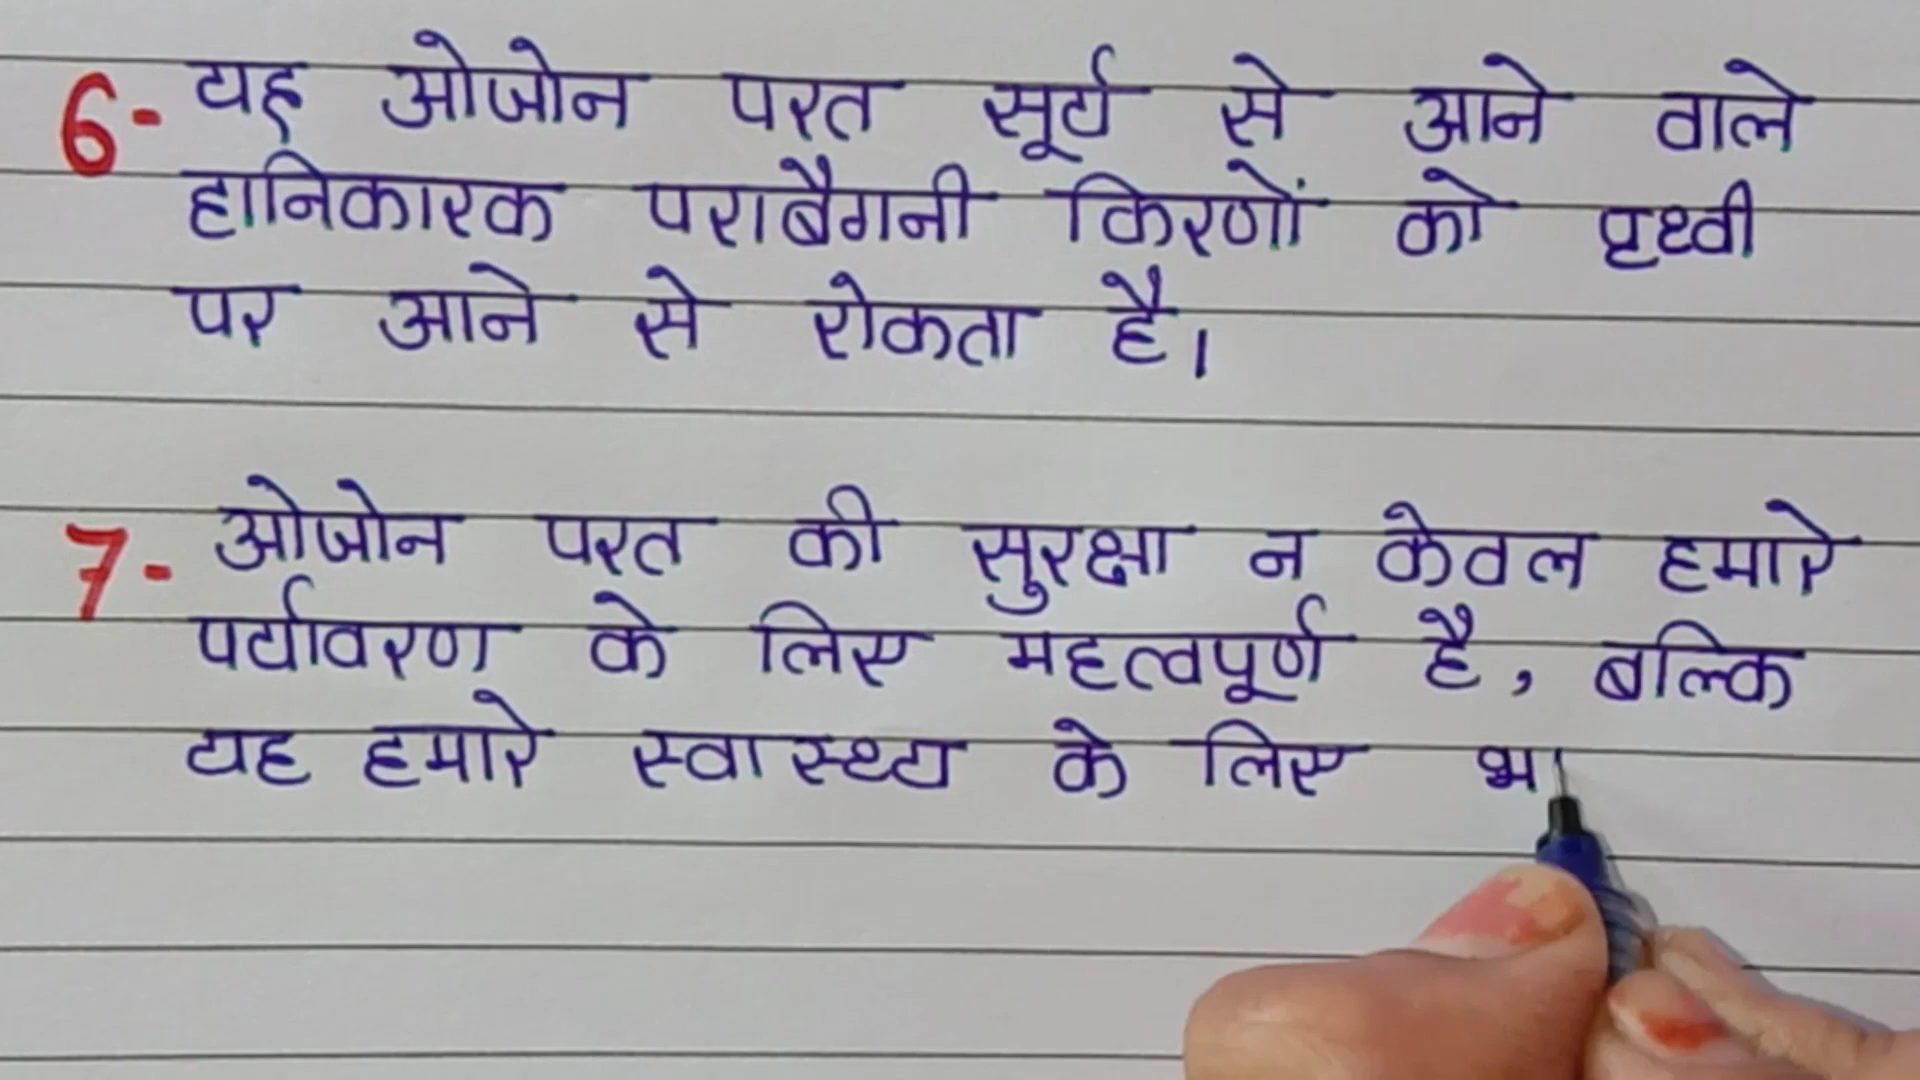 6- यह ओजोन परत सूर्य से आने वाले
हानिकारक पराबैगनी किरणों को पृथ्वी
पर आने से रोकता है।
7- ओजोन परत की सुरक्षा न केवल हमारे
पर्यावरण के लिए महत्वपूर्ण है, बल्कि
यह हमारे स्वास्थ्य के लिए